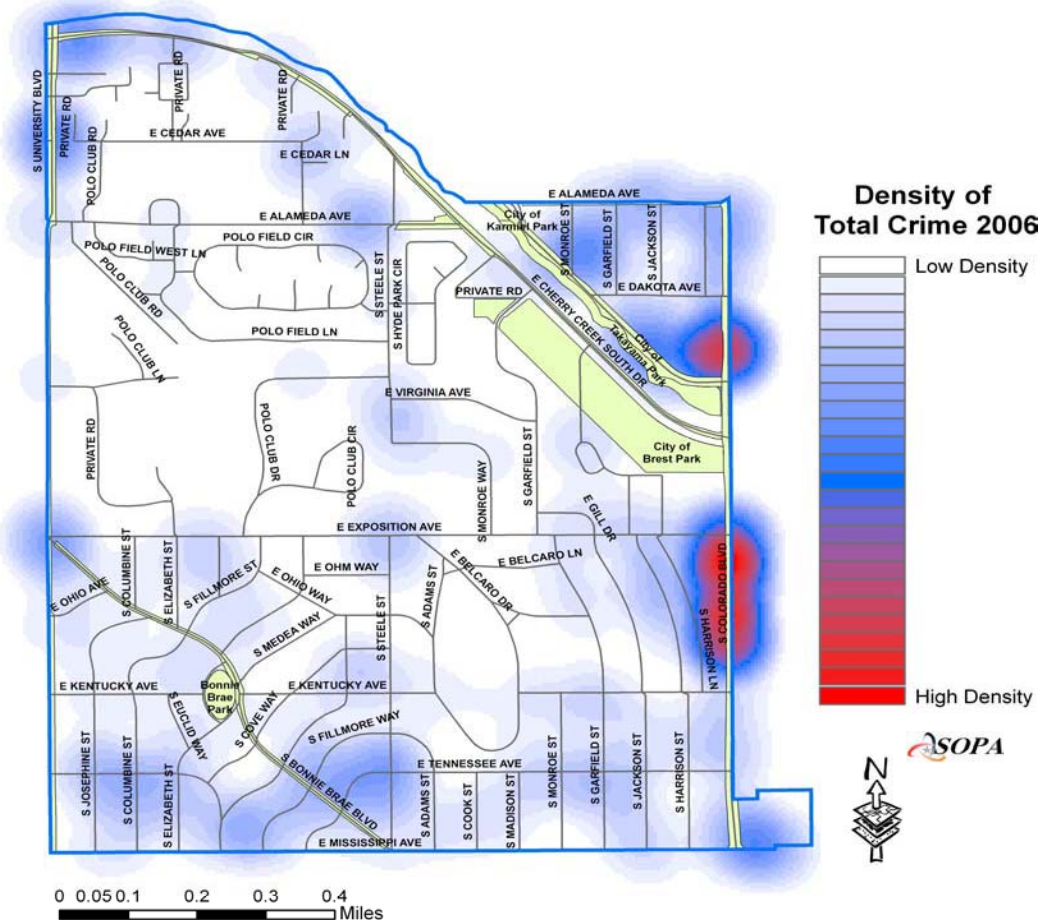 S UNIVERSITY BLVD
PRIVATE RD
PRIVATE RD
PRIVATE RD
E CEDAR AVE
POLO CLUB RD
E CEDAR LN
E ALAMEDA AVE
E ALAMEDA AVE
City of
Karmiel Park
S MONROE ST
S GARFIELD ST
S JACKSON ST
POLO FIELD CIR
POLO FIELD WEST LN
S STEELE ST
S HYDE PARK CIR
PRIVATE RD
E DAKOTA AVE
E CHERRY CREEK SOUTH DR
City of
Takayama Park
POLO CLUB RD
POLO FIELD LN
POLO CLUB LN
E VIRGINIA AVE
PRIVATE RD
POLO CLUB DR
POLO CLUB CIR
S MONROE WAY
S GARFIELD ST
City of
Brest Park
E EXPOSITION AVE
E GILL DR
S COLUMBINE ST
S ELIZABETH ST
E OHIO AVE
S FILLMORE ST
E OHM WAY
E OHIO WAY
E BELCARO LN
E BELCARO DR
S ADAMS ST
S STEELE ST
S MEDEA WAY
S COLORADO BLVD
S HARRISON LN
E KENTUCKY AVE
Bonnie
Brae
Park
E KENTUCKY AVE
S EUCLID WAY
S COVE WAY
S FILLMORE WAY
S BONNIE BRAE BLVD
E TENNESSEE AVE
S JOSEPHINE ST
S COLUMBINE ST
S ELIZABETH ST
S ADAMS ST
S COOK ST
S MADISON ST
S MONROE ST
S GARFIELD ST
S JACKSON ST
S HARRISON ST
E MISSISSIPPI AVE
Density of
Total Crime 2006
Low Density
High Density
SOPA
N
0 0.05 0.1 0.2 0.3 0.4
Miles